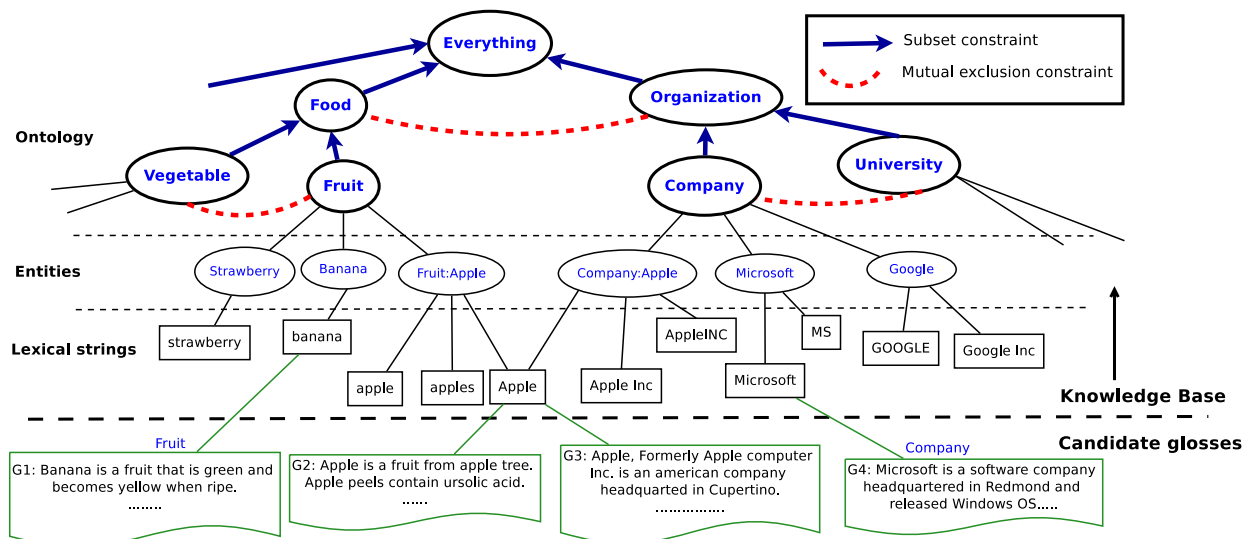 Everything
Subset constraint
Mutual exclusion constraint
Food
Organization
Ontology
Vegetable
Fruit
Company
University
Entities
Strawberry
Banana
Fruit:Apple
Company:Apple
Microsoft
Google
Lexical strings
strawberry
banana
AppleINC
MS
GOOGLE
Google Inc
apple
apples
Apple
Apple Inc
Microsoft
Knowledge Base
Candidate glosses
Fruit
G1: Banana is a fruit that is green and
becomes yellow when ripe.
........
G2: Apple is a fruit from apple tree.
Apple peels contain ursolic acid.
......
G3: Apple, Formerly Apple computer
Inc. is an american company
headquarted in Cupertino.
...............
Company
G4: Microsoft is a software company
headquartered in Redmond and
released Windows OS.....